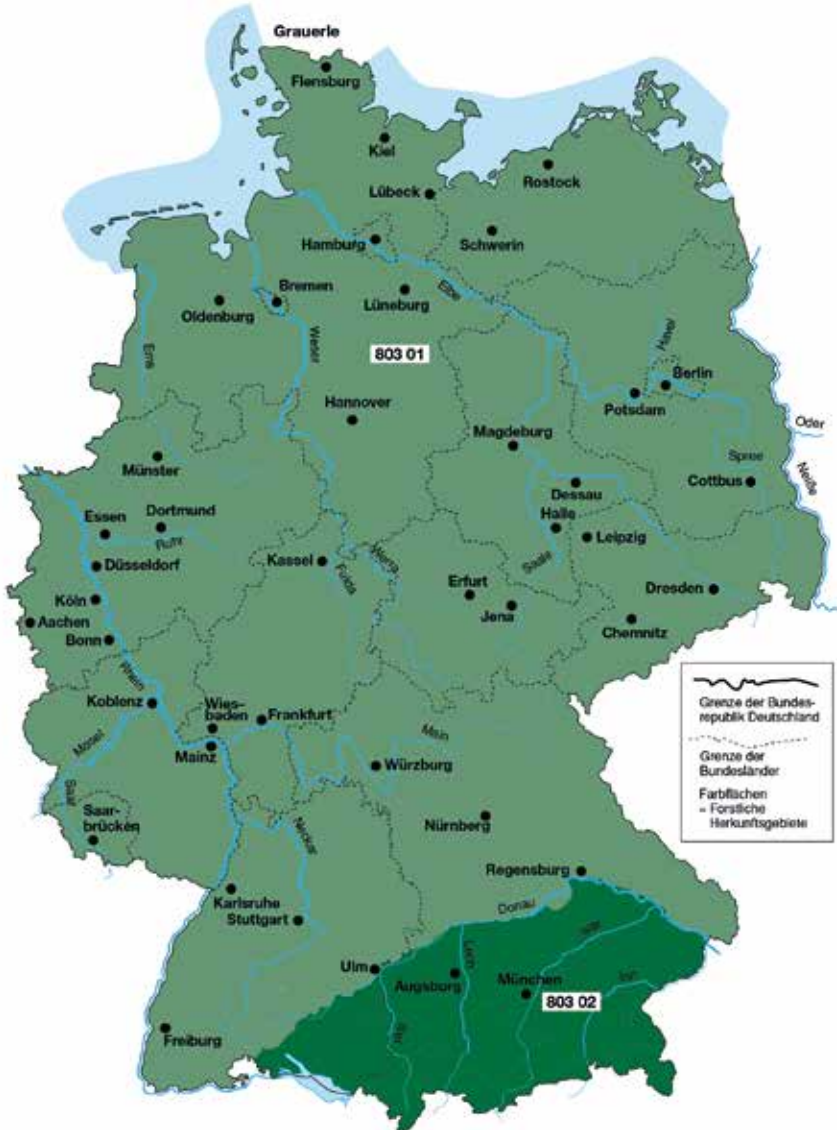 Grauerle
Flensburg
Kiel
Rostock
Lübeck
Hamburg
Schwerin
Bremen
Oldenburg
Lüneburg
Elbe
Ems
Weser
803 01
Havel
Berlin
Potsdam
Hannover
Magdeburg
Oder
Münster
Spree
Neiße
Dessau
Cottbus
Essen
Dortmund
Ruhr
Halle
Leipzig
Düsseldorf
Kassel
Werra
Fulda
Saale
Erfurt
Jena
Dresden
Köln
Aachen
Bonn
Chemnitz
Rhein
Koblenz
Wies-
baden
Frankfurt
Mosel
Mainz
Main
Würzburg
Saar
Saar-
brücken
Neckar
Nürnberg
Grenze der Bundes-
republik Deutschland
Grenze der
Bundesländer
Farbflächen
= Forstliche
Herkunftsgebiete
Regensburg
Karlsruhe
Stuttgart
Donau
Isar
Ulm
Augsburg
Lech
München
Inn
803 02
Iller
Freiburg